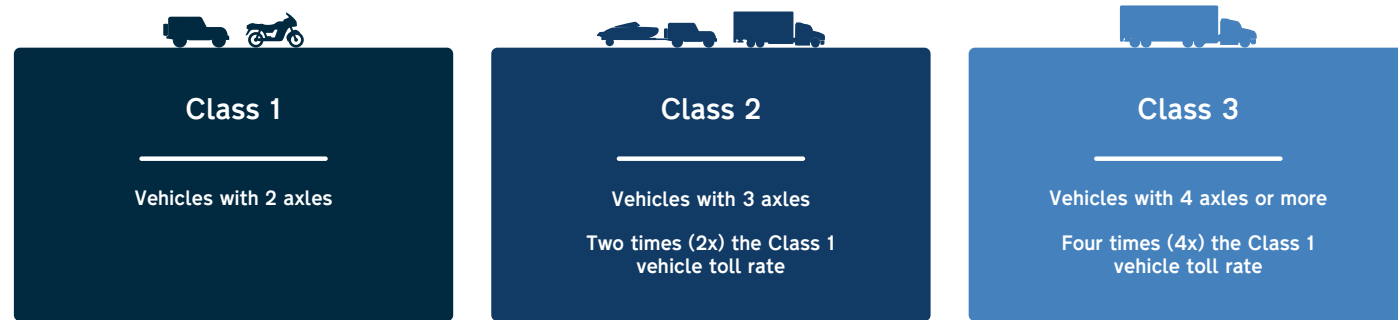 Class 1
Vehicles with 2 axles
Class 2
Vehicles with 3 axles
Two times (2x) the Class 1
vehicle toll rate
Class 3
Vehicles with 4 axles or more
Four times (4x) the Class 1
vehicle toll rate